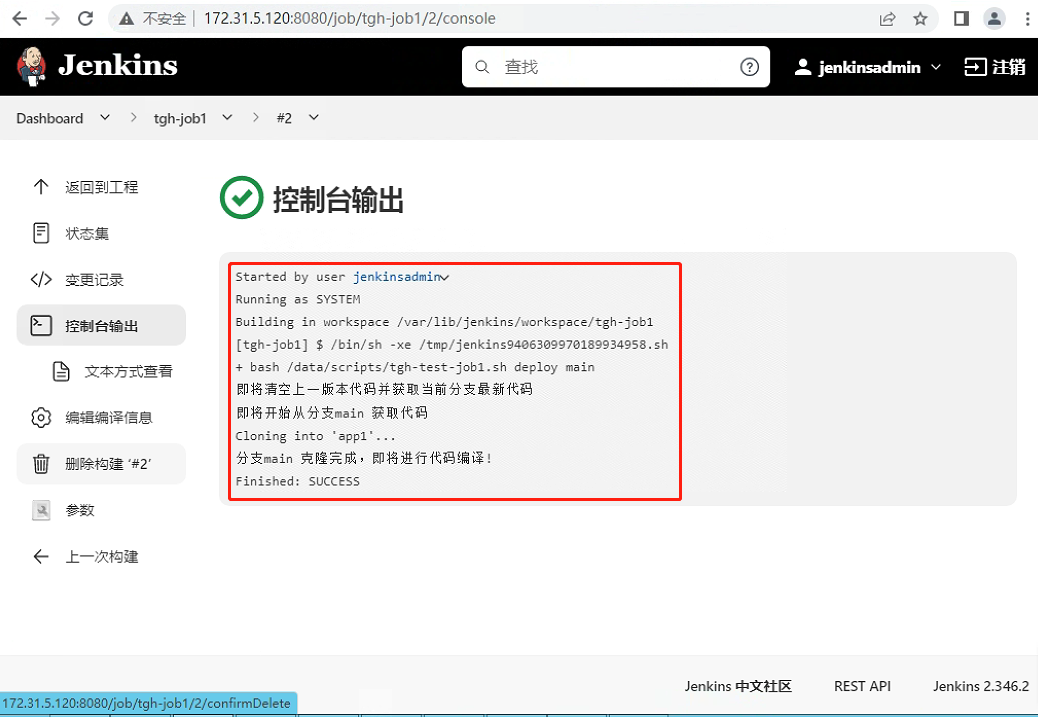 不安全 172.31.5.120:8080/job/tgh-job1/2/console
Jenkins
查找
jenkinsadmin
注销
Dashboard
tgh-job1
#2
返回到工程
状态集
变更记录
控制台输出
文本方式查看
编辑编译信息
删除构建 '#2'
参数
上一次构建
控制台输出
Started by user jenkinsadmin
Running as SYSTEM
Building in workspace /var/lib/jenkins/workspace/tgh-job1
[tgh-job1] $ /bin/sh -xe /tmp/jenkins9406309970189934958.sh
+ bash /data/scripts/tgh-test-job1.sh deploy main
即将清空上一版本代码并获取当前分支最新代码
即将开始从分支main 获取代码
Cloning into 'app1'...
分支main 克隆完成，即将进行代码编译!
Finished: SUCCESS
Jenkins 中文社区
REST API
Jenkins 2.346.2
172.31.5.120:8080/job/tgh-job1/2/confirmDelete